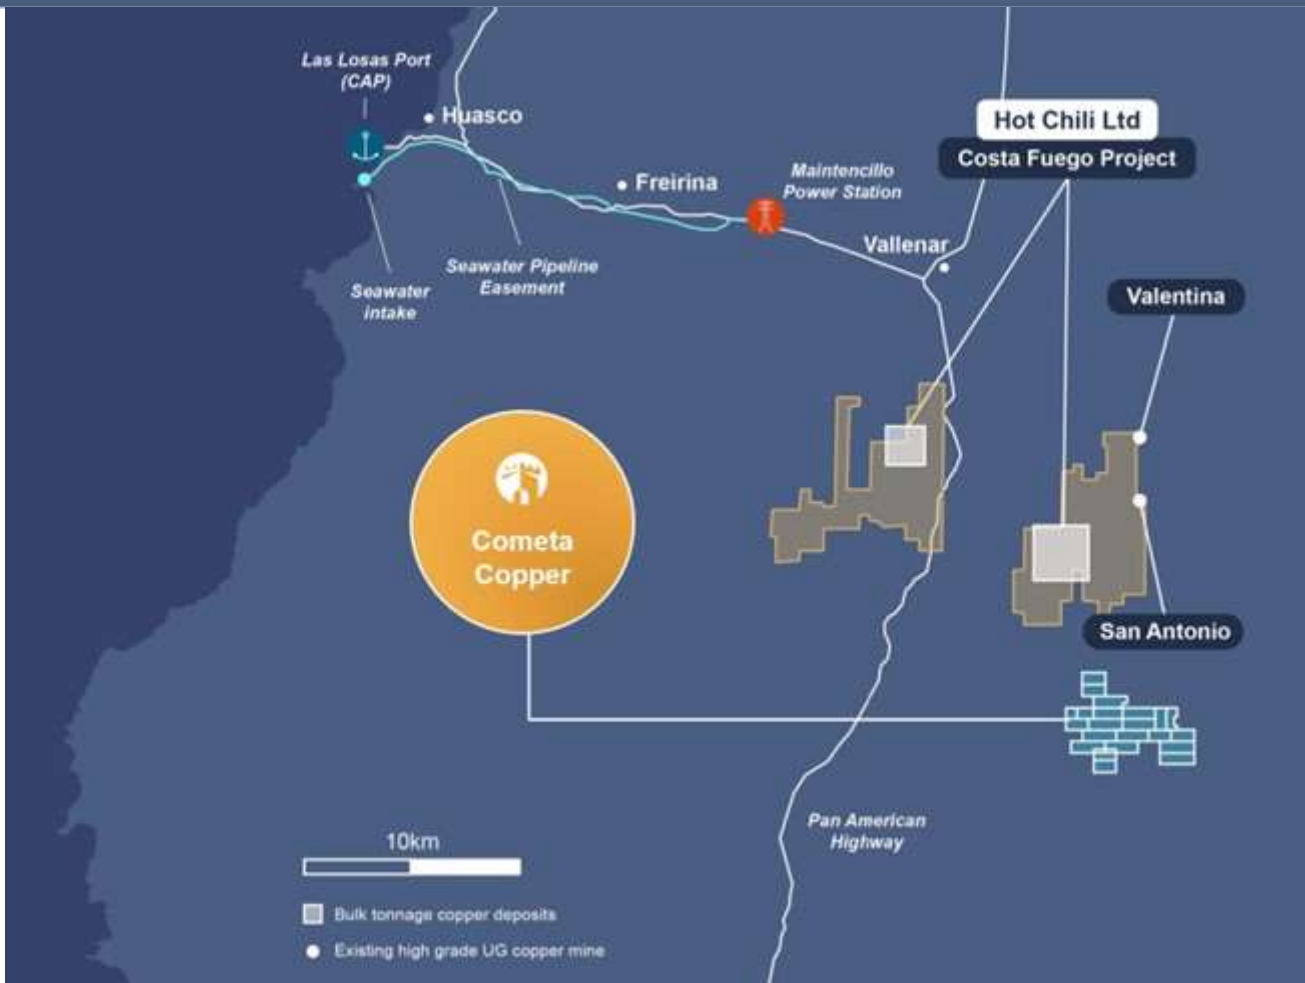 Las Losas Port
(CAP)
Huasco
Hot Chili Ltd
Costa Fuego Project
Maintencillo
Power Station
Freirina
Vallenar
Seawater Pipeline
Easement
Seawater
intake
Valentina
Cometa
Copper
San Antonio
Pan American
Highway
10km
Bulk tonnage copper deposits
Existing high grade UG copper mine